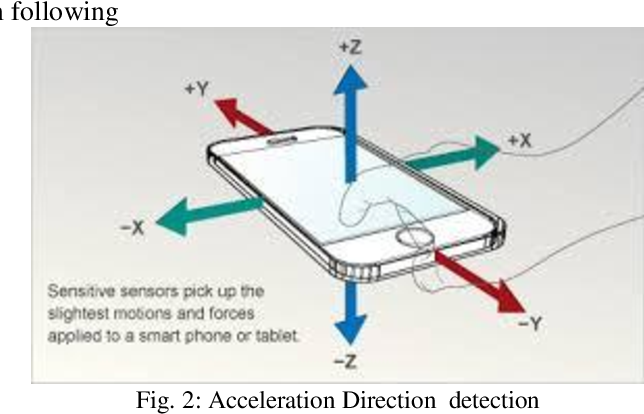 following
+Z
+Y
+X
−X
Sensitive sensors pick up the
slightest motions and forces
applied to a smart phone or tablet.
−Y
−Z
Fig. 2: Acceleration Direction detection